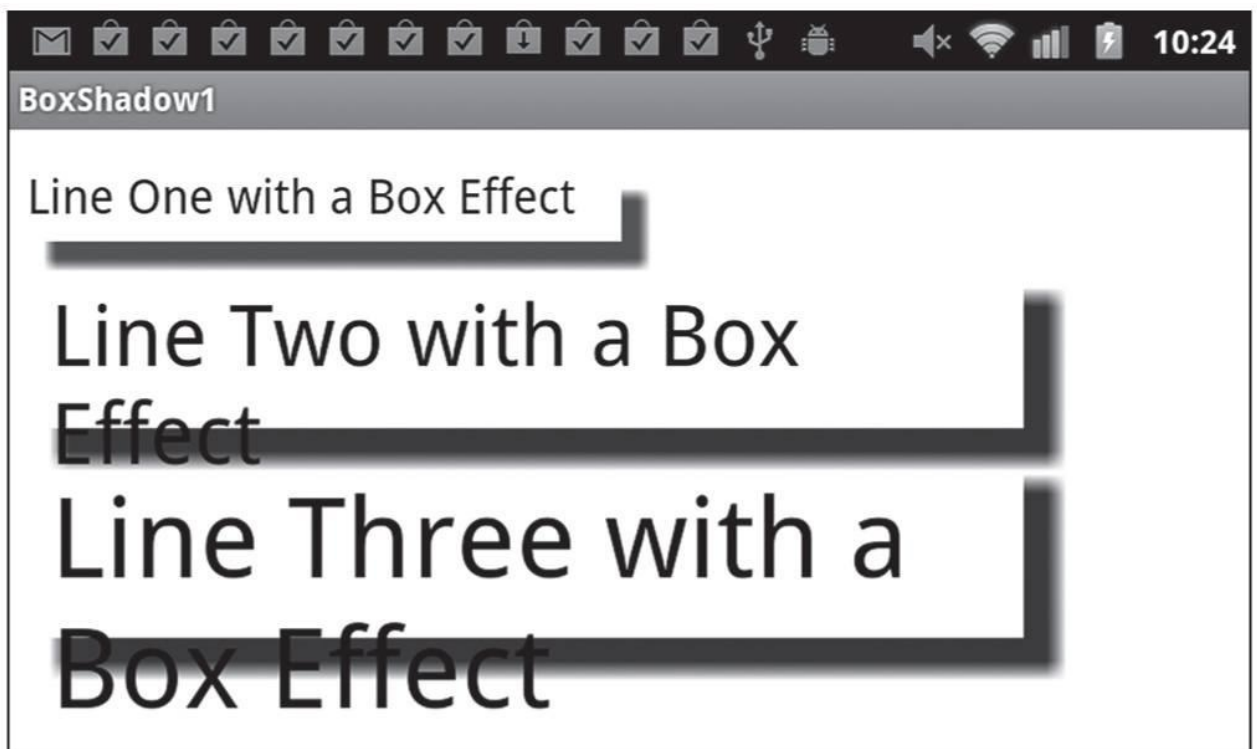 10:24
BoxShadow1
Line One with a Box Effect
Line Two with a Box
Effect
Line Three with a
Box Effect